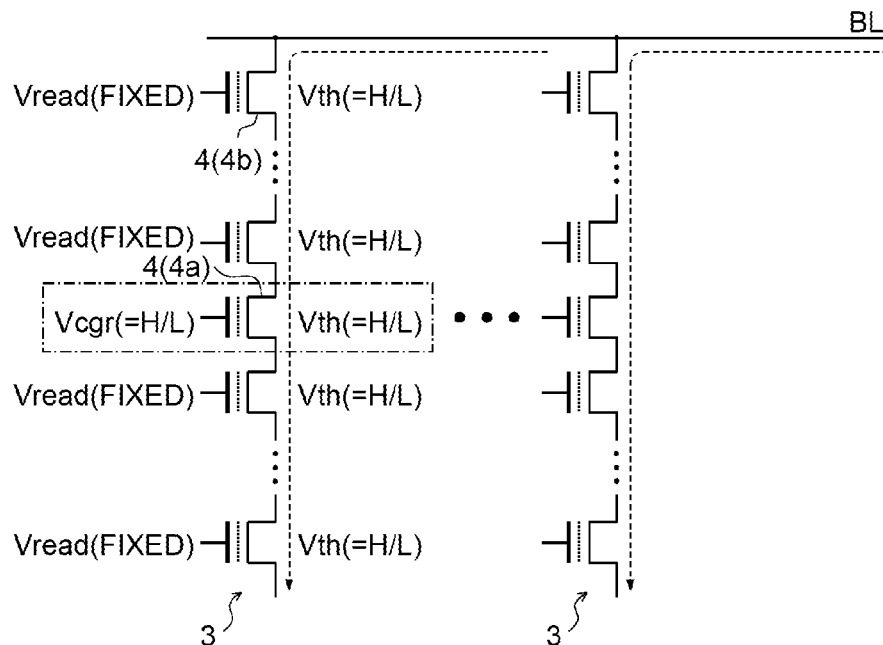 BL
Vread(FIXED) Vth(=H/L)
4(4b)
Vread(FIXED) Vth(=H/L)
4(4a)
Vcgr(=H/L) Vth(=H/L)
Vread(FIXED) Vth(=H/L)
Vread(FIXED) Vth(=H/L)
3 3